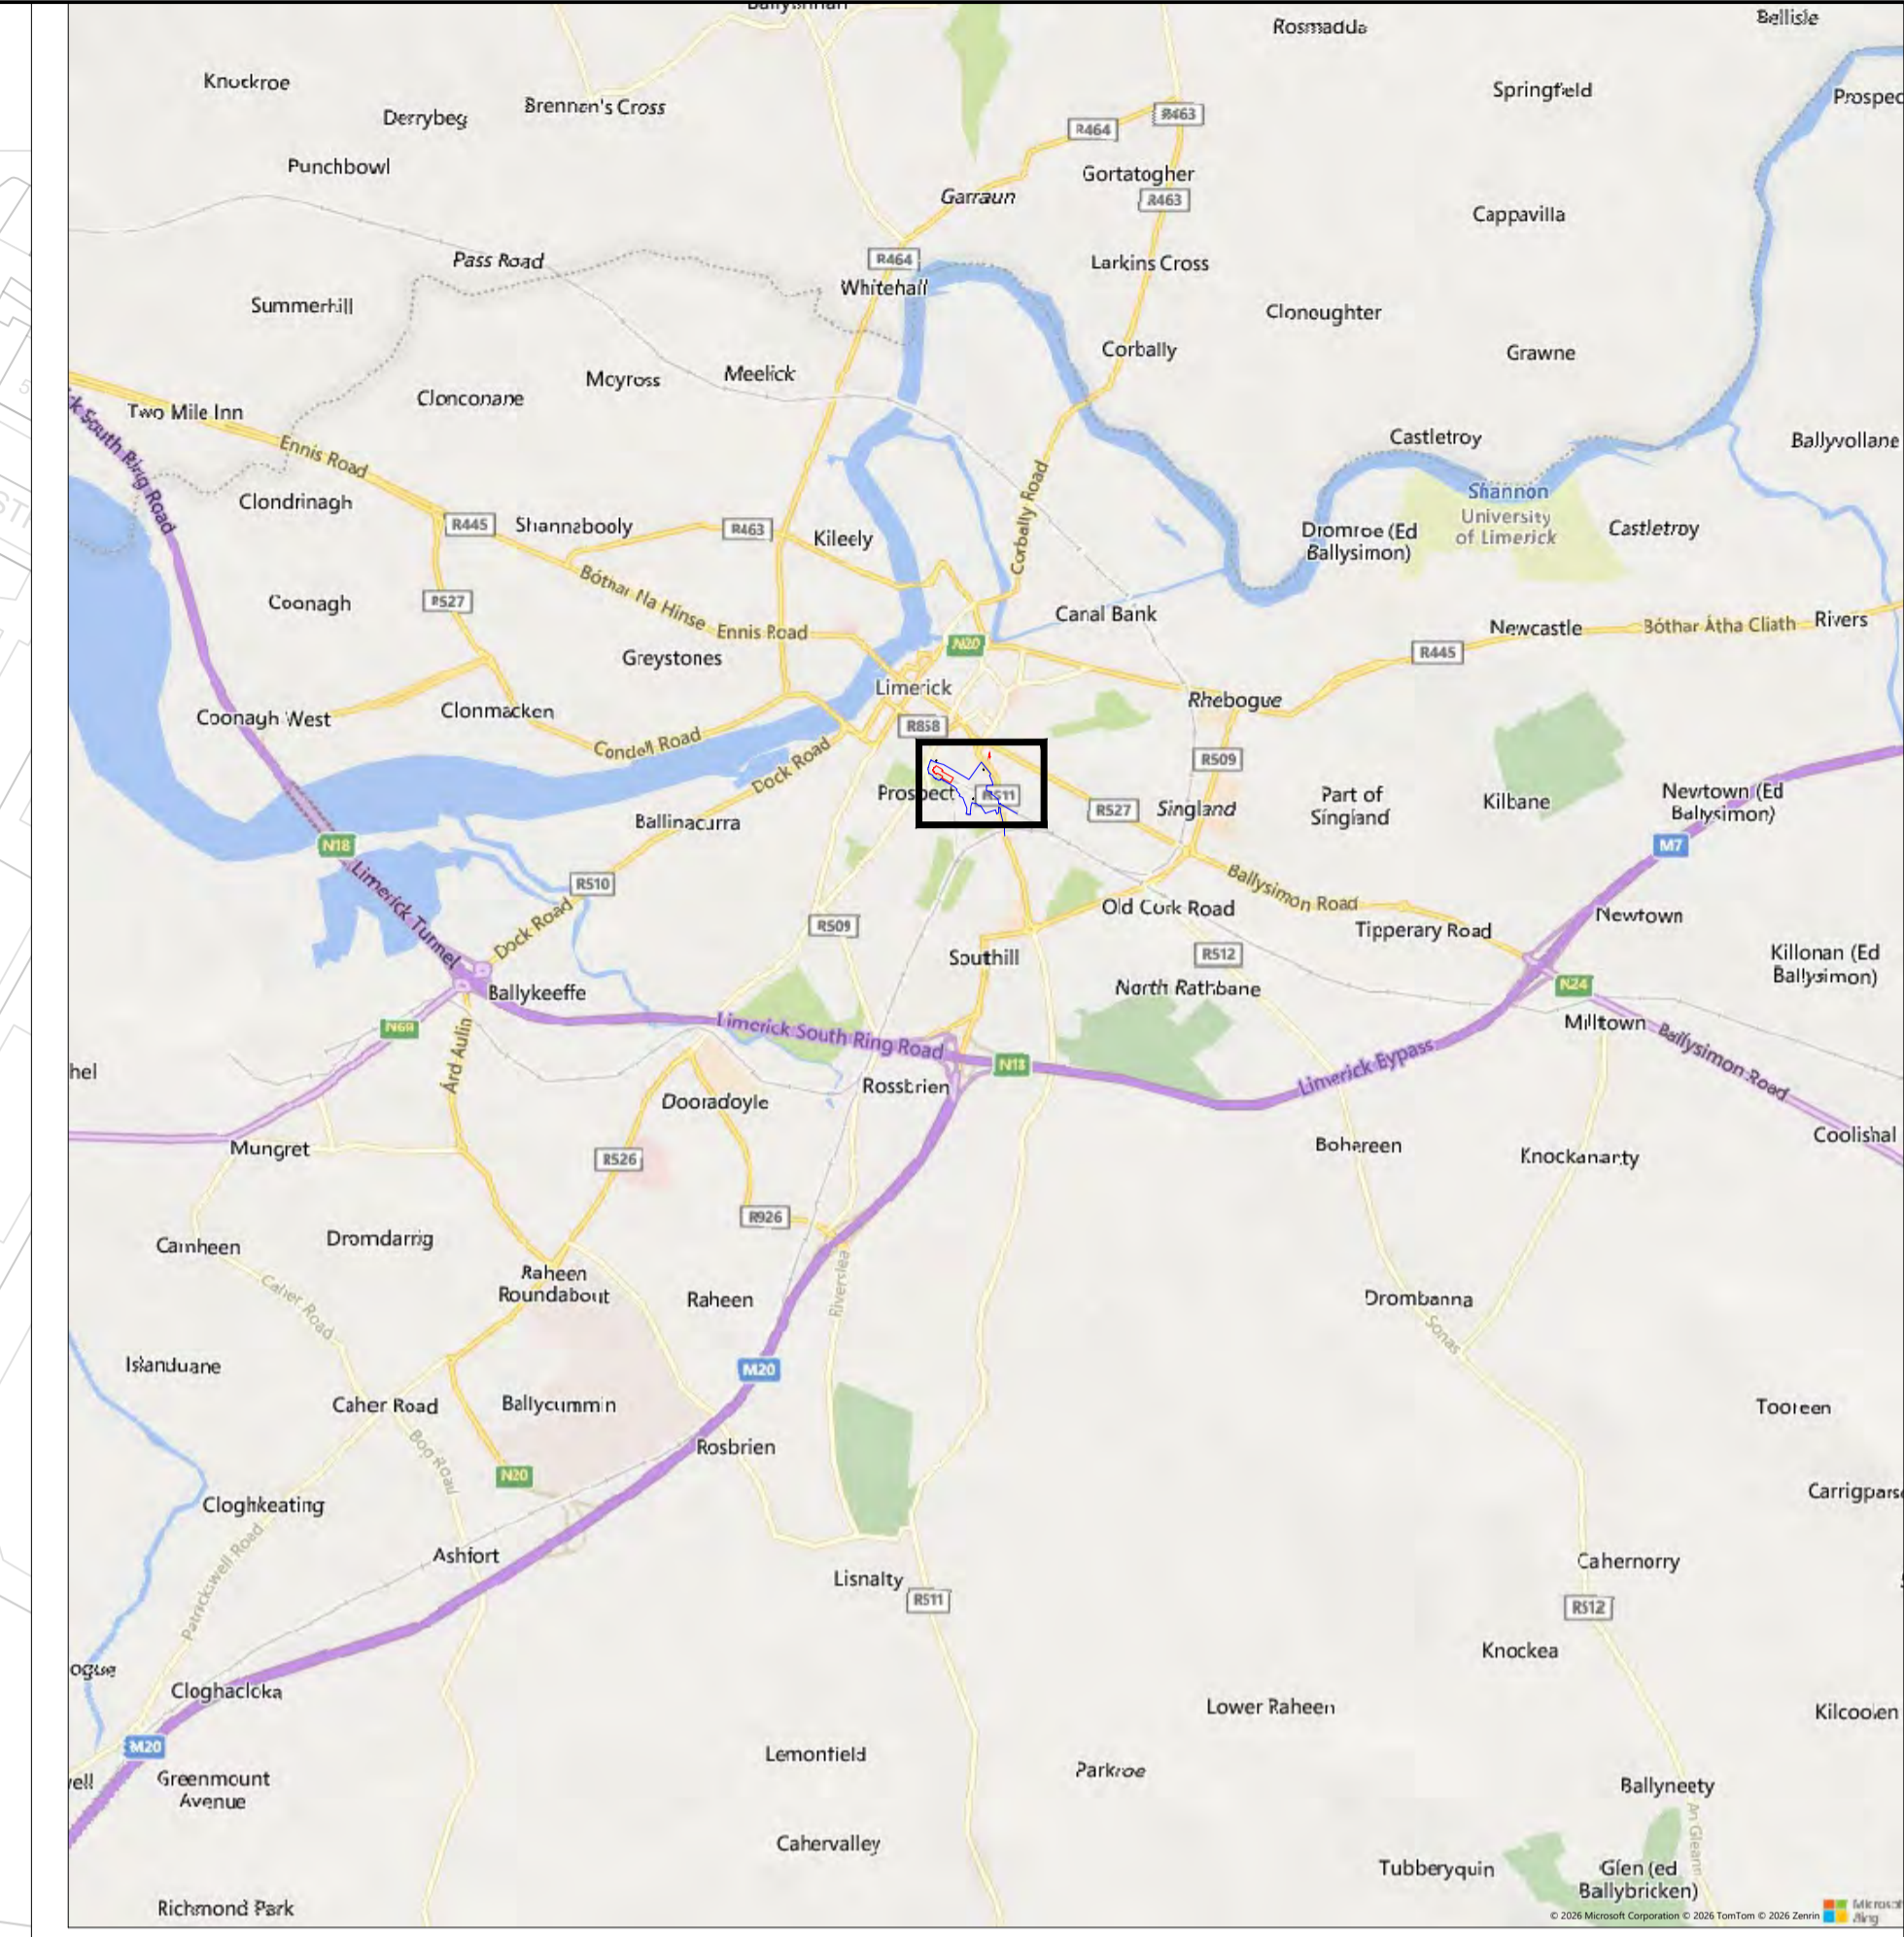 Rosmadda
Bellisle
Knockroe
Springfield
Derrybeg
Brennan's Cross
R464
R463
Punchbowl
Gortatogher
Garraun
R463
Cappavilla
Pass Road
R464
Larkins Cross
Whitehall
Summerhill
Clonoughter
Corbally
Grawne
Moyross
Meelick
Clonconane
Two Mile Inn
Ennis Road
South Ring Road
Castletroy
Ballyvollane
Clondrinagh
R445
Shannabooly
R463
Kileely
Corbally Road
Shannon
University
of Limerick
Dromroe (Ed
Ballysimon)
Castletroy
Coonagh
R527
Bóthar Na Hinse
Ennis Road
Canal Bank
Newcastle
Bóthar Átha Cliath
Rivers
N20
R445
Greystones
Limerick
Rhebogue
Coonagh West
Clonmacken
R858
Condell Road
Dock Road
R509
Prospect
R511
R527
Singland
Part of
Singland
Kilbane
Newtown (Ed
Ballysimon)
Ballinacurra
N18
M7
Limerick Tunnel
R510
Ballysimon Road
Dock Road
R509
Old Cork Road
Newtown
Tipperary Road
Southill
R512
Killonan (Ed
Ballysimon)
Ballykeeffe
North Rathbane
N24
N69
Limerick South Ring Road
Milltown
Ballysimon Road
Árd Aulin
N18
Limerick Bypass
hel
Rossbrien
Dooradoyle
Mungret
R526
Bohereen
Knockananty
Coolishal
R926
Camheen
Dromdarrig
Raheen
Roundabout
Riverslea
Caher Road
Raheen
Drombanna
Sonas
Islanduane
M20
Caher Road
Ballycummin
Tooreen
Bog Road
Rosbrien
N20
Cloghkeating
Patrickswell Road
Ashfort
Lisnalty
R511
Cahernorry
R512
Knockea
ogue
Cloghacloka
Lower Raheen
M20
Lemonfield
Parkroe
Greenmount
Avenue
Ballyneety
An Gleann
Cahervalley
Tubberyquin
Glen (ed
Ballybricken)
Richmond Park
© 2026 Microsoft Corporation © 2026 TomTom © 2026 Zenrin